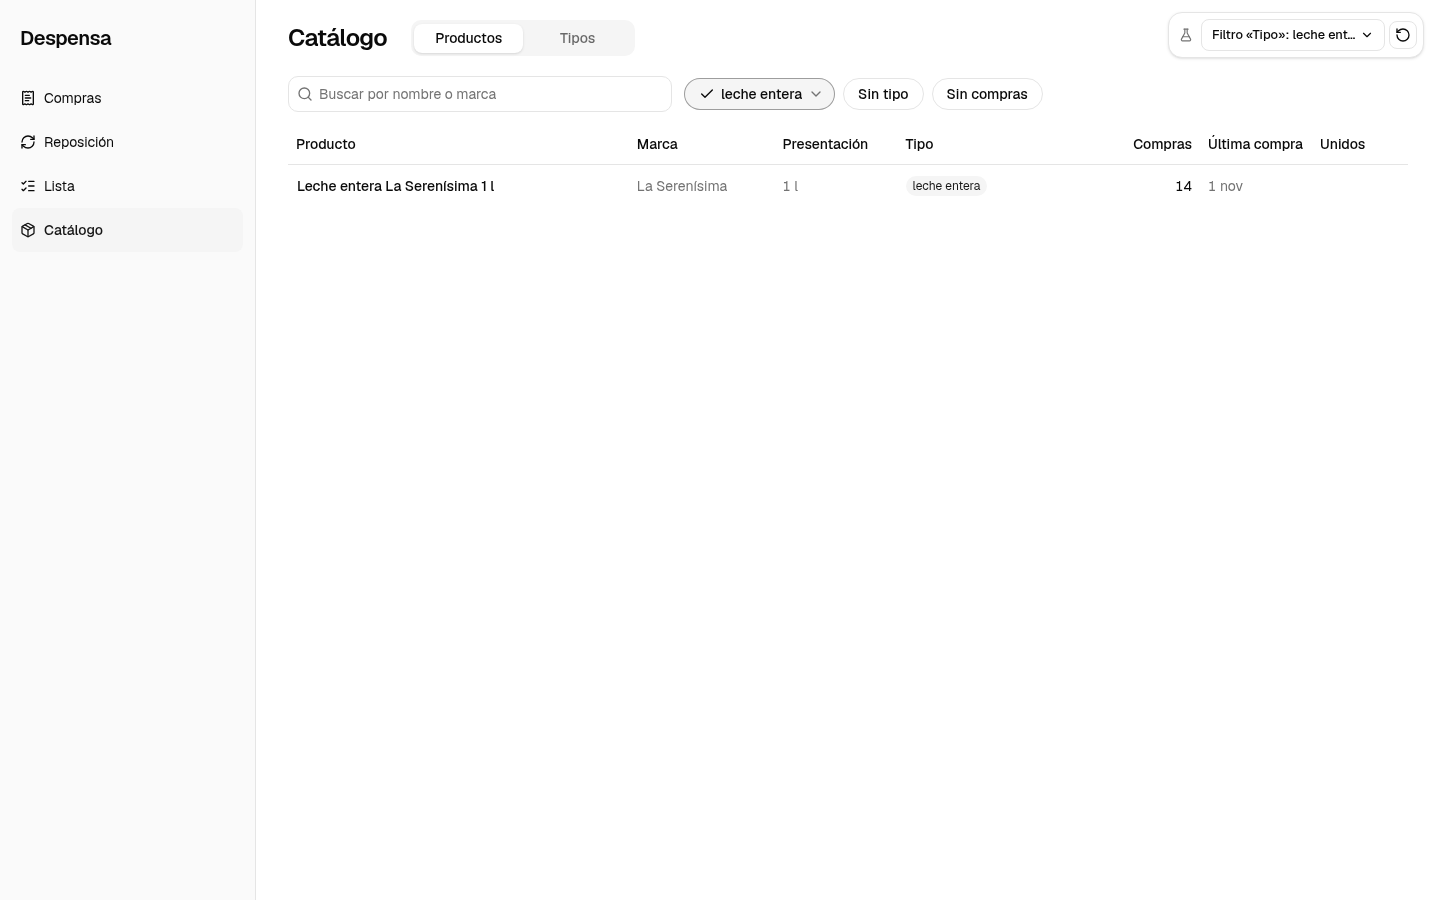 Despensa
Compras
Reposición
Lista
Catálogo
Catálogo
Productos
Tipos
Filtro «Tipo»: leche ent…
Buscar por nombre o marca
leche entera
Sin tipo
Sin compras
Producto Marca Presentación Tipo Compras Última compra Unidos
Leche entera La Serenísima 1 l La Serenísima 1 l leche entera 14 1 nov